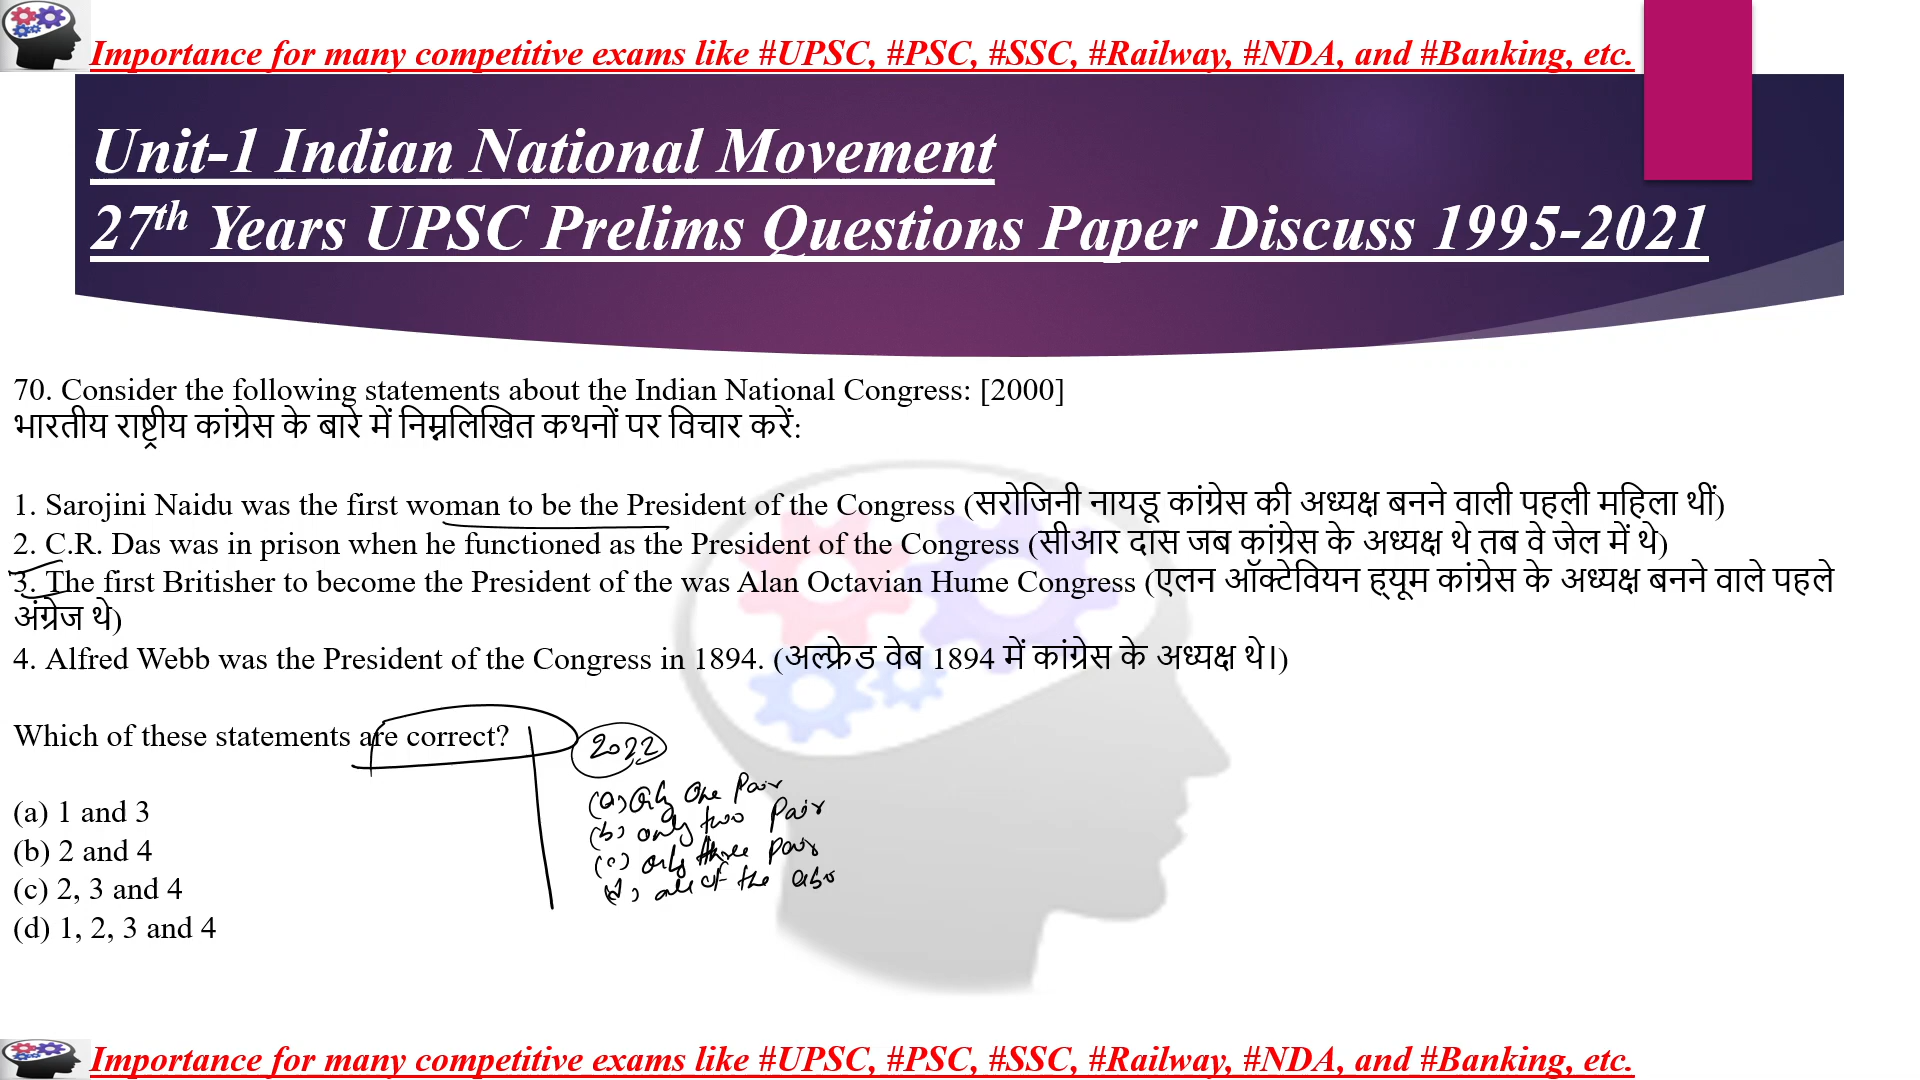 Importance for many competitive exams like #UPSC, #PSC, #SSC, #Railway, #NDA, and #Banking, etc.
Unit-1 Indian National Movement
27th Years UPSC Prelims Questions Paper Discuss 1995-2021
70. Consider the following statements about the Indian National Congress: [2000]
भारतीय राष्ट्रीय कांग्रेस के बारे में निम्नलिखित कथनों पर विचार करें:
1. Sarojini Naidu was the first woman to be the President of the Congress (सरोजिनी नायडू कांग्रेस की अध्यक्ष बनने वाली पहली महिला थीं)
2. C.R. Das was in prison when he functioned as the President of the Congress (सीआर दास जब कांग्रेस के अध्यक्ष थे तब वे जेल में थे)
3. The first Britisher to become the President of the was Alan Octavian Hume Congress (एलन ऑक्टेवियन ह्यूम कांग्रेस के अध्यक्ष बनने वाले पहले
अंग्रेज थे)
4. Alfred Webb was the President of the Congress in 1894. (अल्फ्रेड वेब 1894 में कांग्रेस के अध्यक्ष थे।)
Which of these statements are correct?
(a) 1 and 3
(b) 2 and 4
(c) 2, 3 and 4
(d) 1, 2, 3 and 4
2022
(a) only one pair
(b) only two pair
(c) only three pair
(d) all of the abo
Importance for many competitive exams like #UPSC, #PSC, #SSC, #Railway, #NDA, and #Banking, etc.